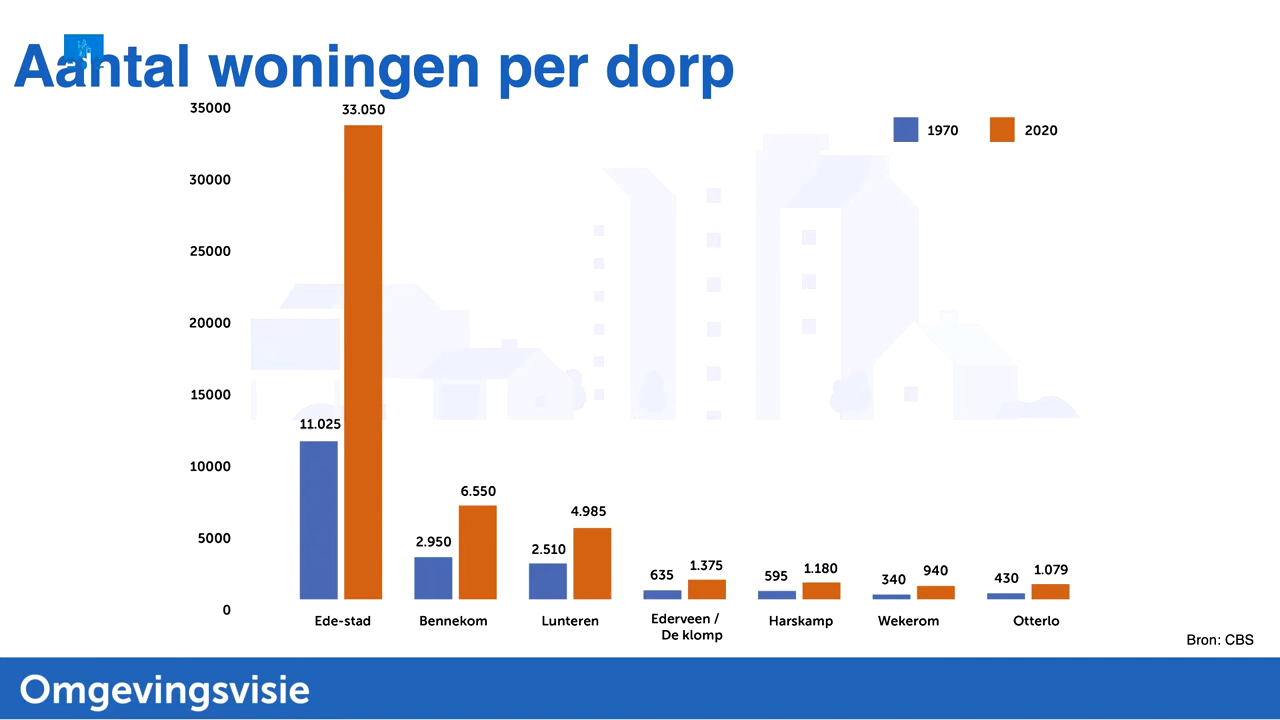 Aantal woningen per dorp
35000
30000
25000
20000
15000
10000
5000
0
1970
2020
11.025
33.050
2.950
6.550
2.510
4.985
635
1.375
595
1.180
340
940
430
1.079
Ede-stad
Bennekom
Lunteren
Ederveen /
De klomp
Harskamp
Wekerom
Otterlo
Bron: CBS
Omgevingsvisie